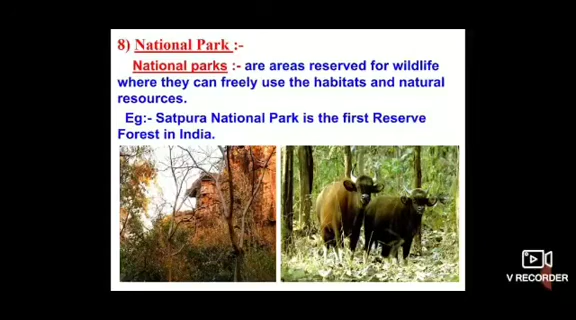 8) National Park :-
National parks :- are areas reserved for wildlife
where they can freely use the habitats and natural
resources.
Eg:- Satpura National Park is the first Reserve
Forest in India.
V RECORDER